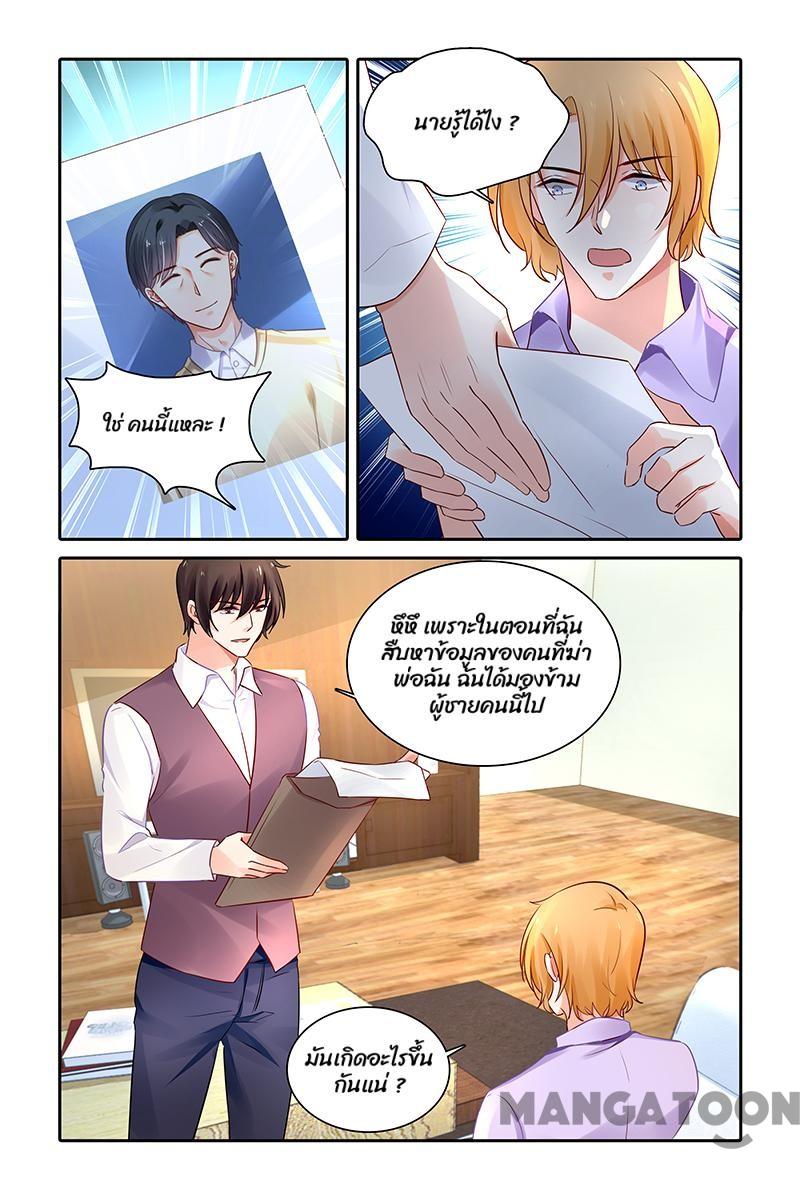 ใช่ คนนี้แหละ !
นายรู้ได้ไง ?
หึหึ เพราะในตอนที่ฉัน
สืบหาข้อมูลของคนที่ฆ่า
พ่อฉัน ฉันได้มองข้าม
ผู้ชายคนนี้ไป
มันเกิดอะไรขึ้น
กันแน่ ?
MANGATOON